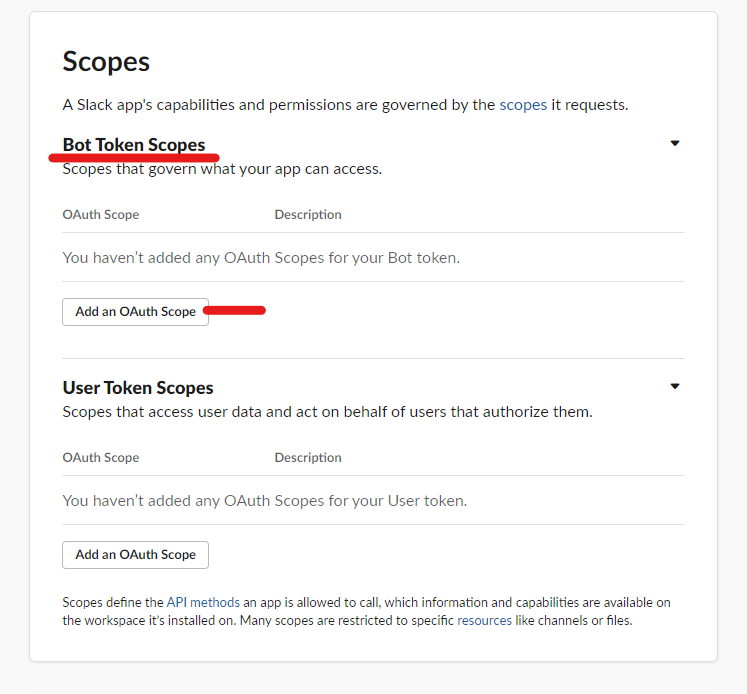 Scopes
A Slack app's capabilities and permissions are governed by the scopes it requests.
Bot Token Scopes
Scopes that govern what your app can access.
OAuth Scope Description
You haven’t added any OAuth Scopes for your Bot token.
Add an OAuth Scope
User Token Scopes
Scopes that access user data and act on behalf of users that authorize them.
OAuth Scope Description
You haven’t added any OAuth Scopes for your User token.
Add an OAuth Scope
Scopes define the API methods an app is allowed to call, which information and capabilities are available on
the workspace it's installed on. Many scopes are restricted to specific resources like channels or files.